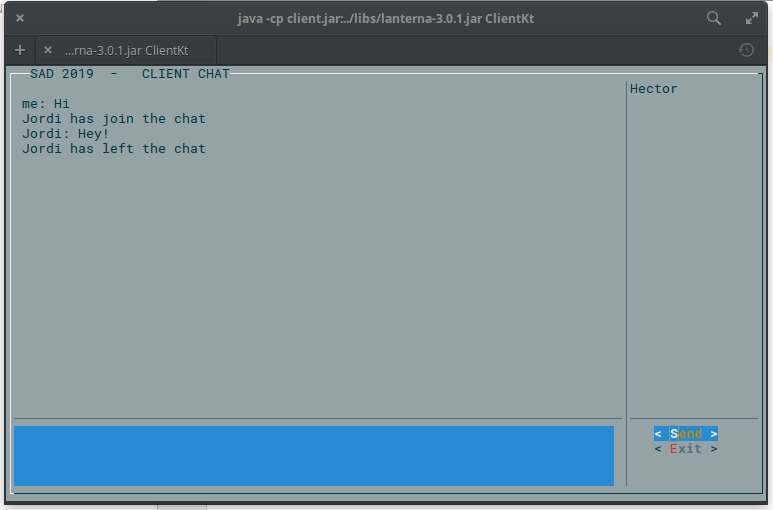 java -cp client.jar:../libs/lanterna-3.0.1.jar ClientKt
...rna-3.0.1.jar ClientKt
SAD 2019 - CLIENT CHAT
Hector
me: Hi
Jordi has join the chat
Jordi: Hey!
Jordi has left the chat
< Send >
< Exit >